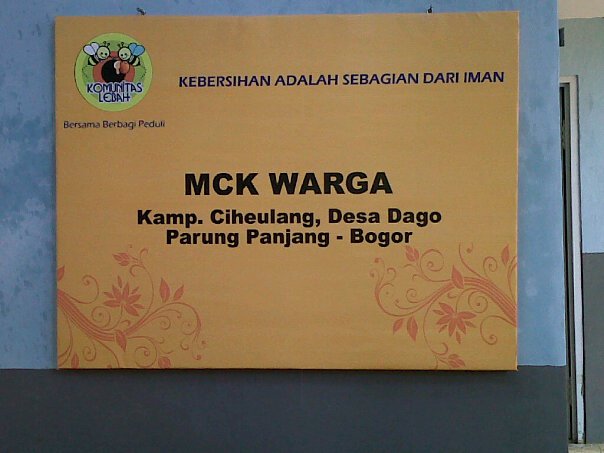 KOMUNITAS
LEBAH
Bersama Berbagi Peduli
KEBERSIHAN ADALAH SEBAGIAN DARI IMAN
MCK WARGA
Kamp. Ciheulang, Desa Dago
Parung Panjang - Bogor